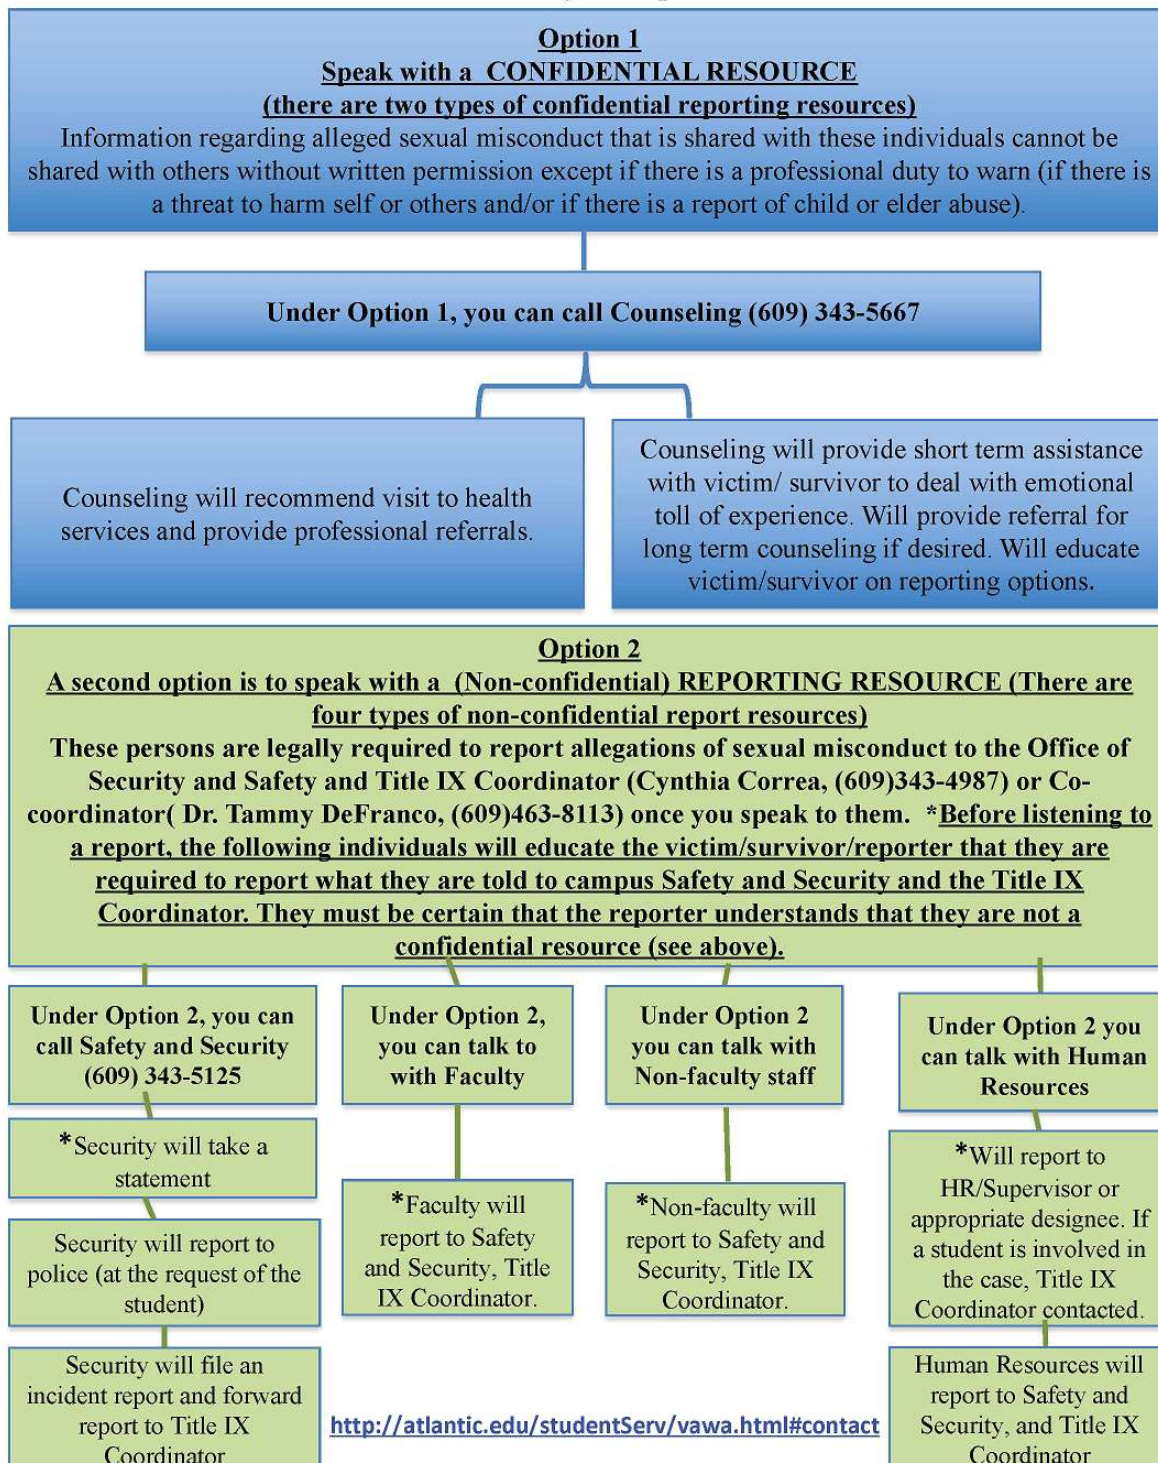 Option 1
Speak with a  CONFIDENTIAL RESOURCE
(there are two types of confidential reporting resources)
Information regarding alleged sexual misconduct that is shared with these individuals cannot be
shared with others without written permission except if there is a professional duty to warn (if there is
a threat to harm self or others and/or if there is a report of child or elder abuse).
Under Option 1, you can call Counseling (609) 343-5667
Counseling will recommend visit to health
services and provide professional referrals.
Counseling will provide short term assistance
with victim/ survivor to deal with emotional
toll of experience. Will provide referral for
long term counseling if desired. Will educate
victim/survivor on reporting options.
Option 2
A second option is to speak with a  (Non-confidential) REPORTING RESOURCE (There are
four types of non-confidential report resources)
These persons are legally required to report allegations of sexual misconduct to the Office of
Security and Safety and Title IX Coordinator (Cynthia Correa, (609)343-4987) or Co-
coordinator( Dr. Tammy DeFranco, (609)463-8113) once you speak to them.  *Before listening to
a report, the following individuals will educate the victim/survivor/reporter that they are
required to report what they are told to campus Safety and Security and the Title IX
Coordinator. They must be certain that the reporter understands that they are not a
confidential resource (see above).
Under Option 2, you can
call Safety and Security
(609) 343-5125
*Security will take a
statement
Security will report to
police (at the request of the
student)
Security will file an
incident report and forward
report to Title IX
Coordinator
Under Option 2,
you can talk to
with Faculty
*Faculty will
report to Safety
and Security, Title
IX Coordinator.
Under Option 2
you can talk with
Non-faculty staff
*Non-faculty will
report to Safety and
Security, Title IX
Coordinator.
Under Option 2 you
can talk with Human
Resources
*Will report to
HR/Supervisor or
appropriate designee. If
a student is involved in
the case, Title IX
Coordinator contacted.
Human Resources will
report to Safety and
Security, and Title IX
Coordinator
http://atlantic.edu/studentServ/vawa.html#contact